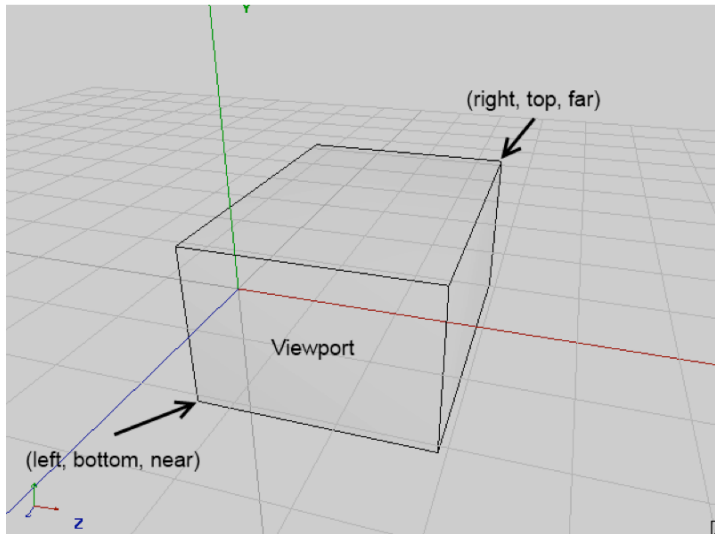 Y
(right, top, far)
Viewport
(left, bottom, near)
Z